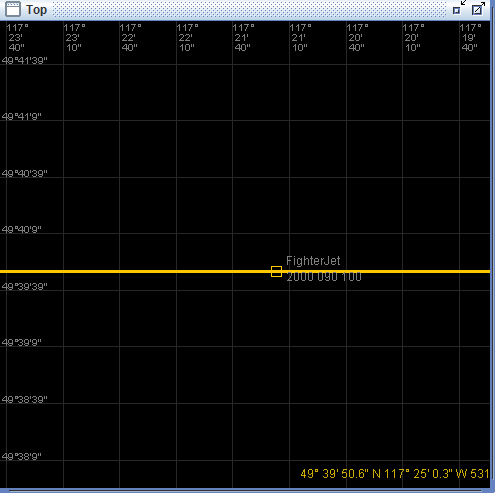 Top
117° 117° 117° 117° 117° 117° 117° 117° 117°
23' 23' 22' 22' 21' 21' 20' 20' 19'
40" 10" 40" 10" 40" 10" 40" 10" 40"
49°41'39"
49°41'9"
49°40'39"
49°40'9"
FighterJet
2000 090 100
49°39'39"
49°39'9"
49°38'39"
49°38'9"
49° 39' 50.6" N 117° 25' 0.3" W 531